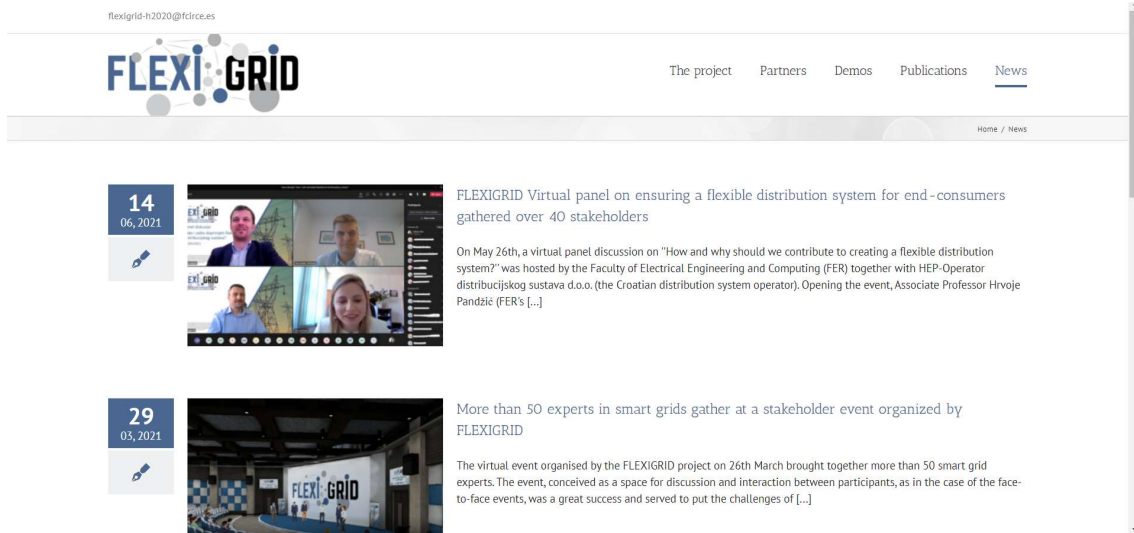 flexigrid-h2020@fcirce.es
FLEXIGRID
The project Partners Demos Publications News
Home / News
14
06, 2021
FLEXIGRID Virtual panel on ensuring a flexible distribution system for end-consumers
gathered over 40 stakeholders
On May 26th, a virtual panel discussion on "How and why should we contribute to creating a flexible distribution
system?" was hosted by the Faculty of Electrical Engineering and Computing (FER) together with HEP-Operator
distribucijskog sustava d.o.o. (the Croatian distribution system operator). Opening the event, Associate Professor Hrvoje
Pandžić (FER's [...]
29
03, 2021
FLEXIGRID
More than 50 experts in smart grids gather at a stakeholder event organized by
FLEXIGRID
The virtual event organised by the FLEXIGRID project on 26th March brought together more than 50 smart grid
experts. The event, conceived as a space for discussion and interaction between participants, as in the case of the face-
to-face events, was a great success and served to put the challenges of [...]